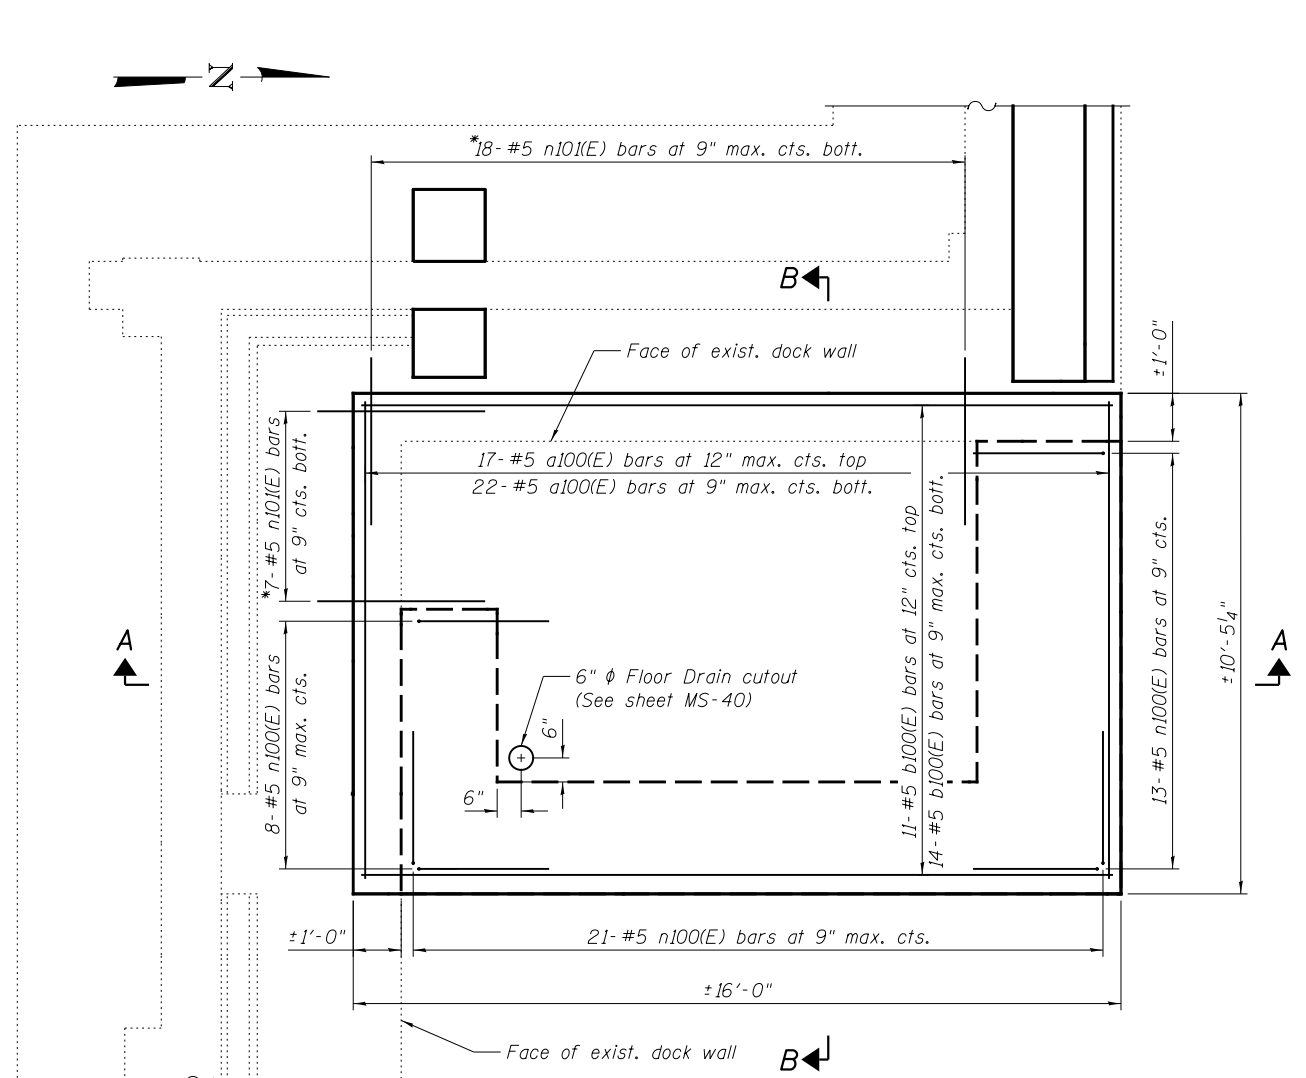 N
*18-#5 n101(E) bars at 9" max. cts. bott.
B
Face of exist. dock wall
±1'-0"
17-#5 a100(E) bars at 12" max. cts. top
22-#5 a100(E) bars at 9" max. cts. bott.
*7-#5 n101(E) bars
at 9" cts. bott.
11-#5 b100(E) bars at 12" cts. top
14-#5 b100(E) bars at 9" max. cts. bott.
13-#5 n100(E) bars at 9" cts.
±10'-5¼"
A
A
8-#5 n100(E) bars
at 9" max. cts.
6" ϕ Floor Drain cutout
(See sheet MS-40)
6"
6"
±1'-0"
21-#5 n100(E) bars at 9" max. cts.
±16'-0"
Face of exist. dock wall
B